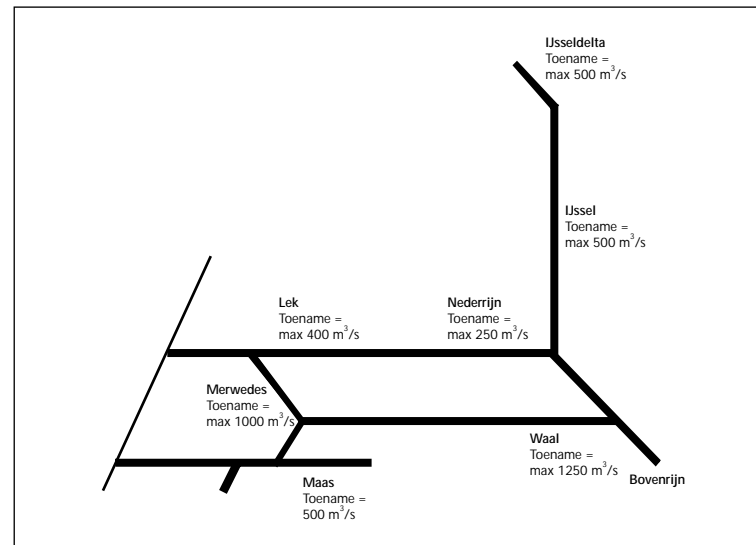 IJsseldelta
Toename =
max 500 m³/s
IJssel
Toename =
max 500 m³/s
Lek
Toename =
max 400 m³/s
Nederrijn
Toename =
max 250 m³/s
Merwedes
Toename =
max 1000 m³/s
Waal
Toename =
max 1250 m³/s
Bovenrijn
Maas
Toename =
500 m³/s